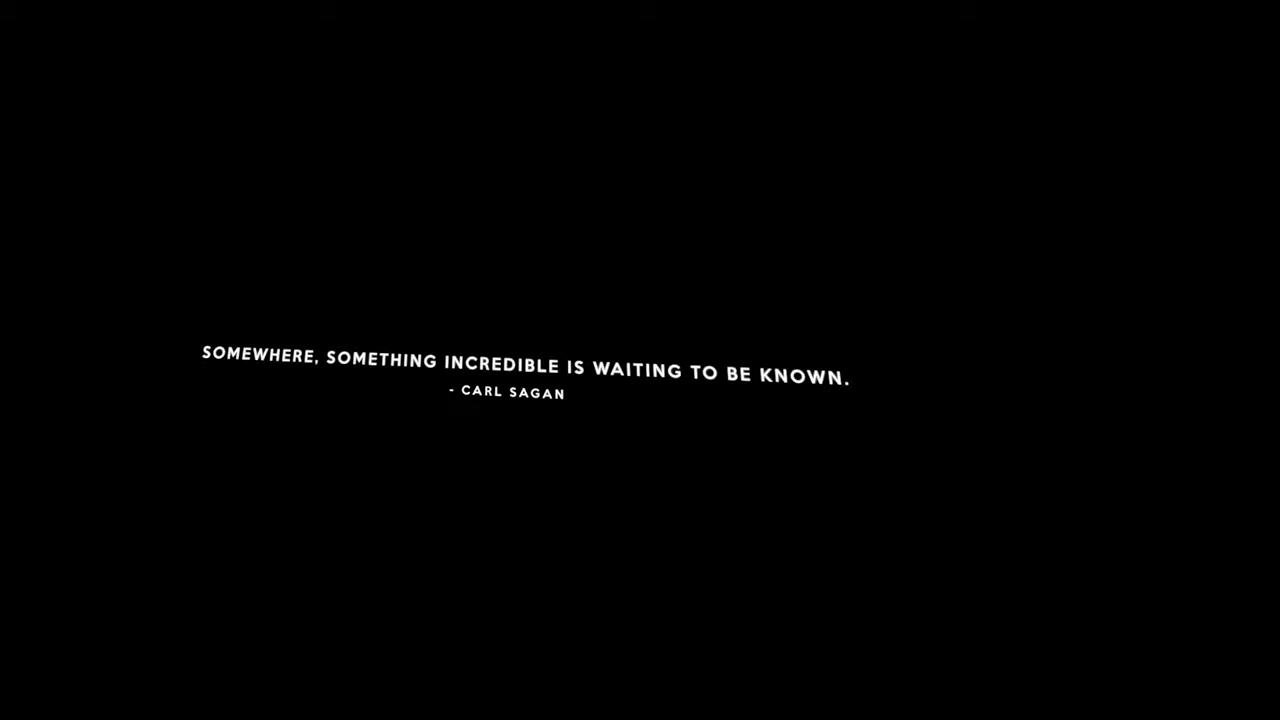 SOMEWHERE, SOMETHING INCREDIBLE IS WAITING TO BE KNOWN.
- CARL SAGAN